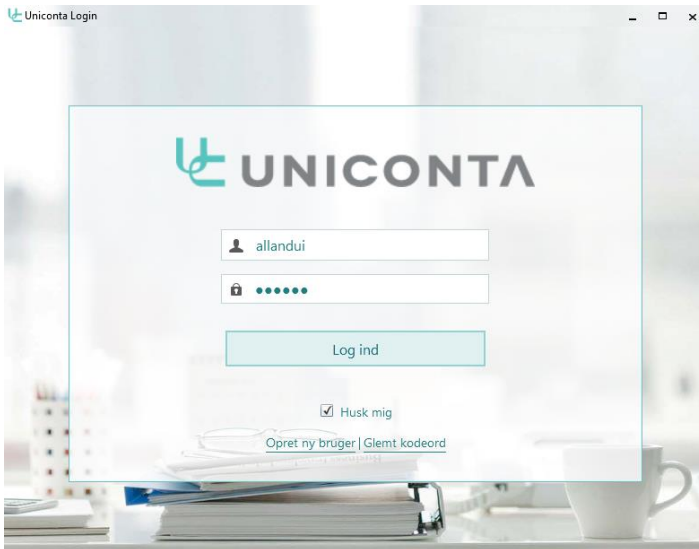 Uniconta Login
UNICONTA
allandui
••••••
Log ind
Husk mig
Opret ny bruger | Glemt kodeord